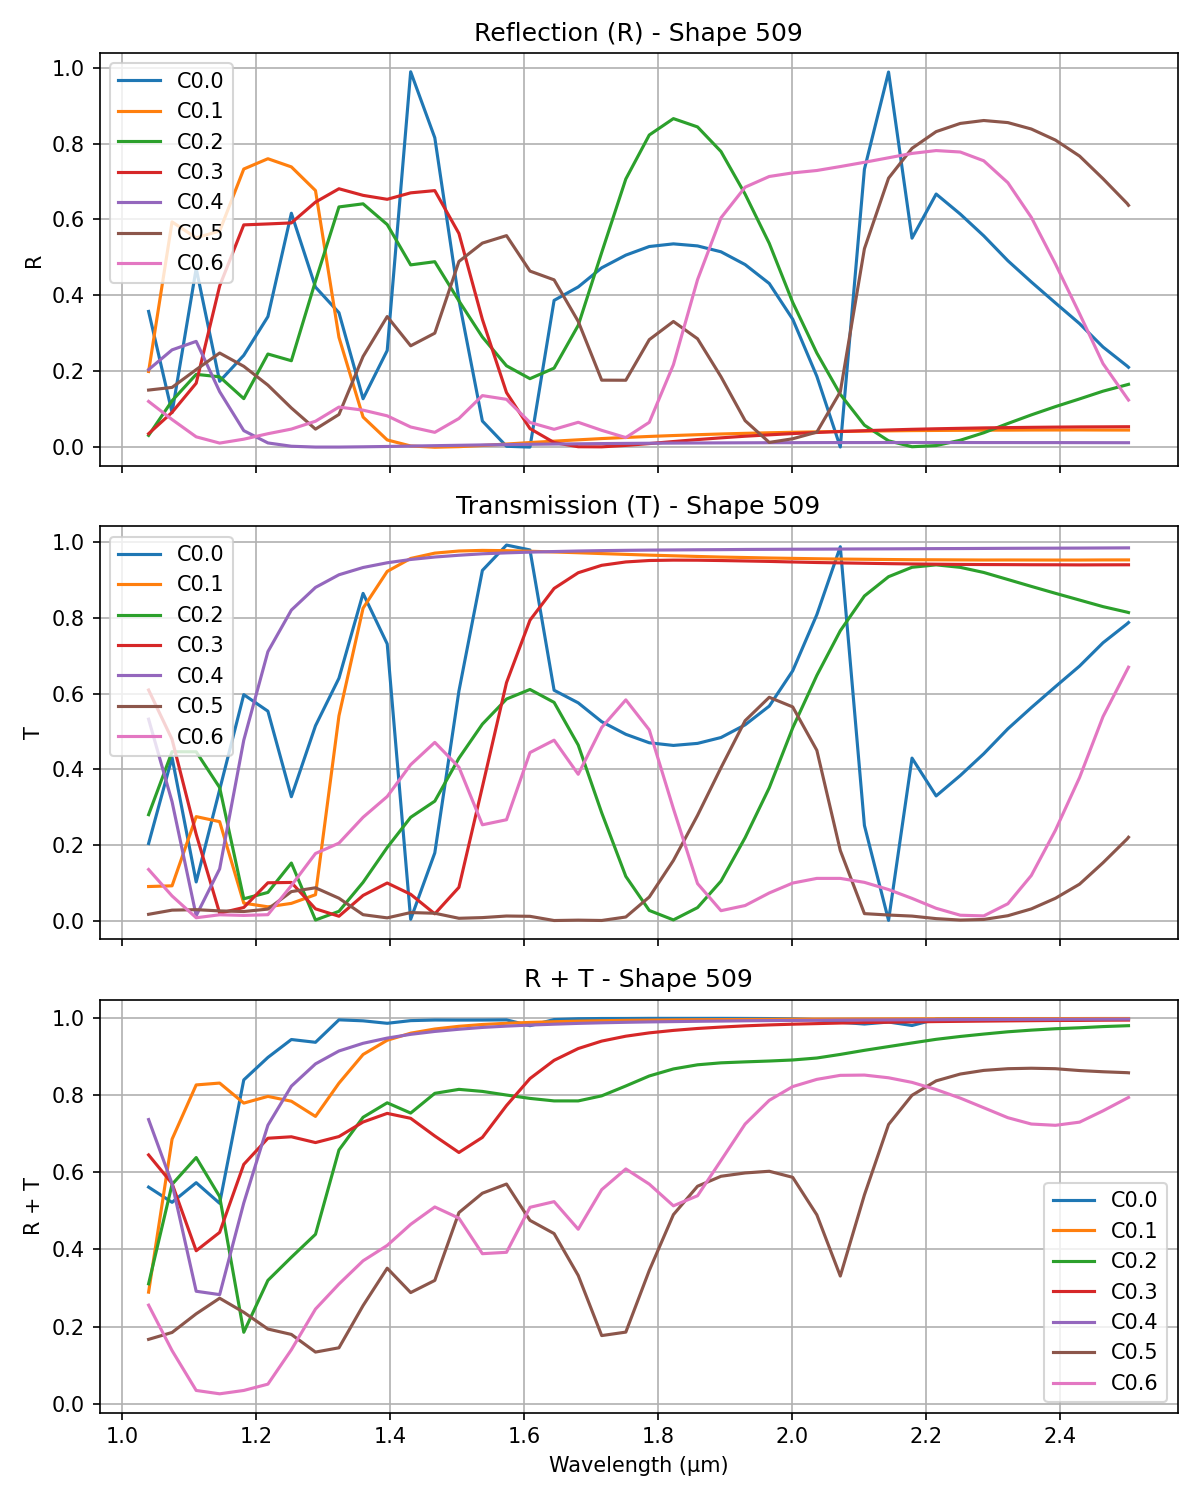 Reflection (R) - Shape 509
1.0
0.8
0.6
0.4
0.2
0.0
R
C0.0
C0.1
C0.2
C0.3
C0.4
C0.5
C0.6
Transmission (T) - Shape 509
1.0
0.8
0.6
0.4
0.2
0.0
T
C0.0
C0.1
C0.2
C0.3
C0.4
C0.5
C0.6
R + T - Shape 509
1.0
0.8
0.6
0.4
0.2
0.0
R + T
C0.0
C0.1
C0.2
C0.3
C0.4
C0.5
C0.6
1.0 1.2 1.4 1.6 1.8 2.0 2.2 2.4
Wavelength (μm)